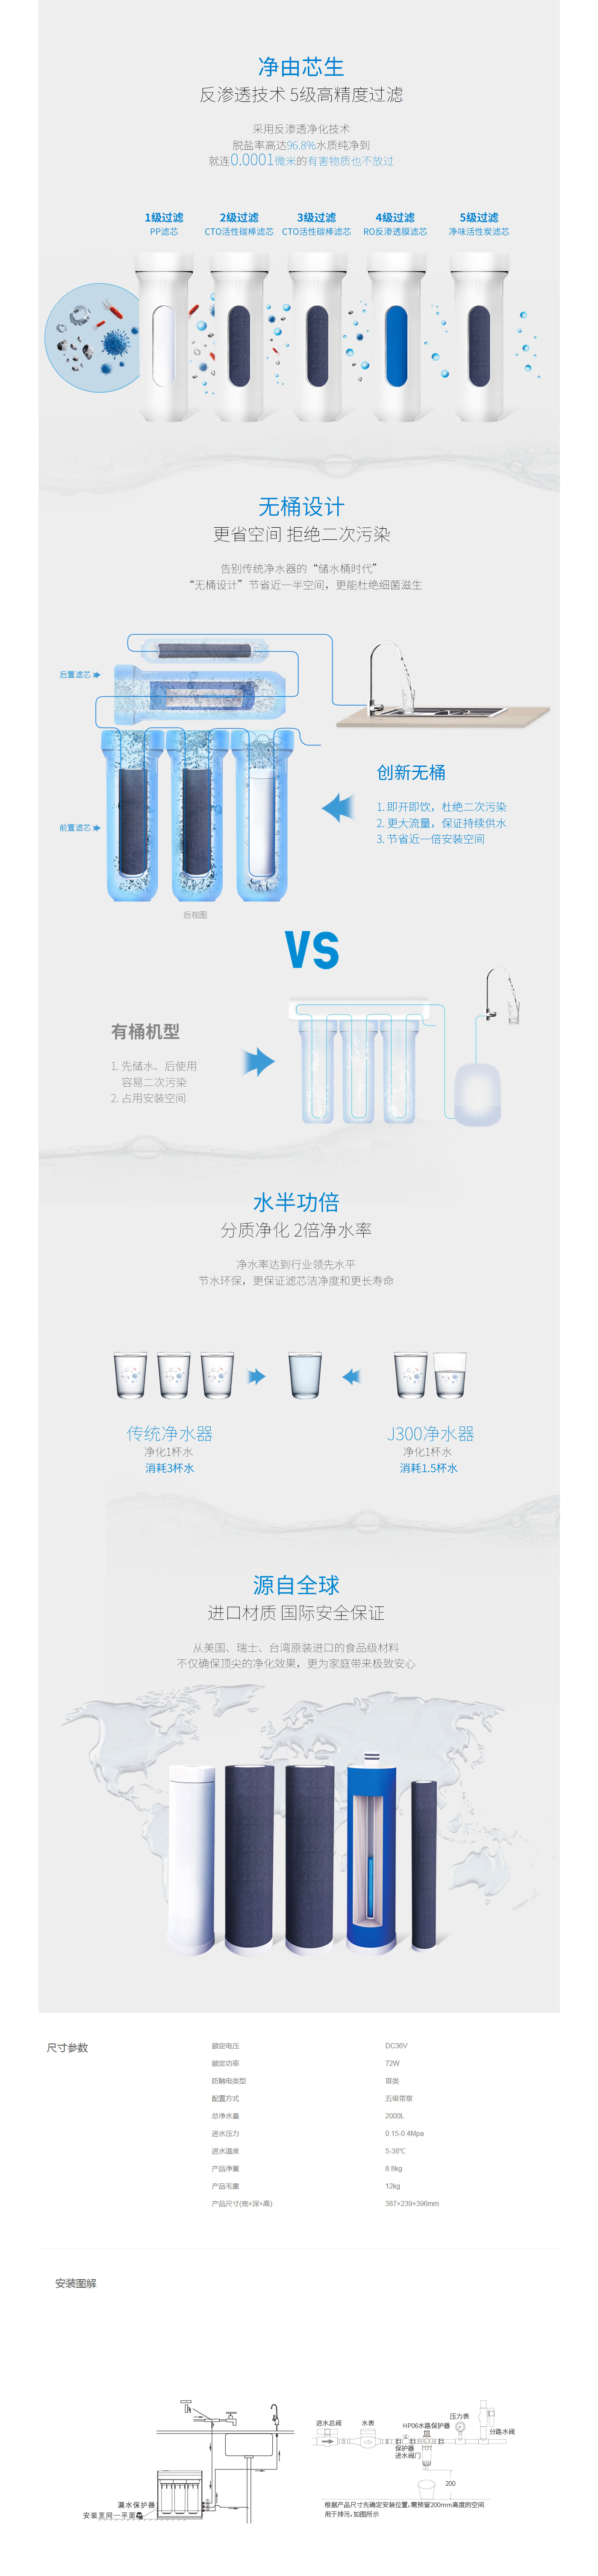 净由芯生
反渗透技术 5级高精度过滤
采用反渗透净化技术
脱盐率高达96.8%水质纯净到
就连0.0001微米的有害物质也不放过
1级过滤 2级过滤 3级过滤 4级过滤 5级过滤
PP滤芯 CTO活性碳棒滤芯 CTO活性碳棒滤芯 RO反渗透膜滤芯 净味活性炭滤芯
无桶设计
更省空间 拒绝二次污染
告别传统净水器的“储水桶时代”
“无桶设计”节省近一半空间，更能杜绝细菌滋生
后置滤芯
创新无桶
1. 即开即饮，杜绝二次污染
2. 更大流量，保证持续供水
3. 节省近一倍安装空间
前置滤芯
后视图
VS
有桶机型
1. 先储水、后使用
容易二次污染
2. 占用安装空间
水半功倍
分质净化 2倍净水率
净水率达到行业领先水平
节水环保，更保证滤芯洁净度和更长寿命
传统净水器
净化1杯水
消耗3杯水
J300净水器
净化1杯水
消耗1.5杯水
源自全球
进口材质 国际安全保证
从美国、瑞士、台湾原装进口的食品级材料
不仅确保顶尖的净化效果，更为家庭带来极致安心
尺寸参数
额定电压 DC36V
额定功率 72W
防触电类型 III类
配置方式 五级带泵
总净水量 2000L
进水压力 0.15-0.4Mpa
进水温度 5-38℃
产品净重 8.8kg
产品毛重 12kg
产品尺寸(宽×深×高) 387×239×396mm
安装图解
漏水保护器
安装至同一平面
进水总阀
水表
HP06水路保护器
压力表
分路水阀
保护器
进水阀门
200
根据产品尺寸先确定安装位置，需预留200mm高度的空间
用于排污，如图所示